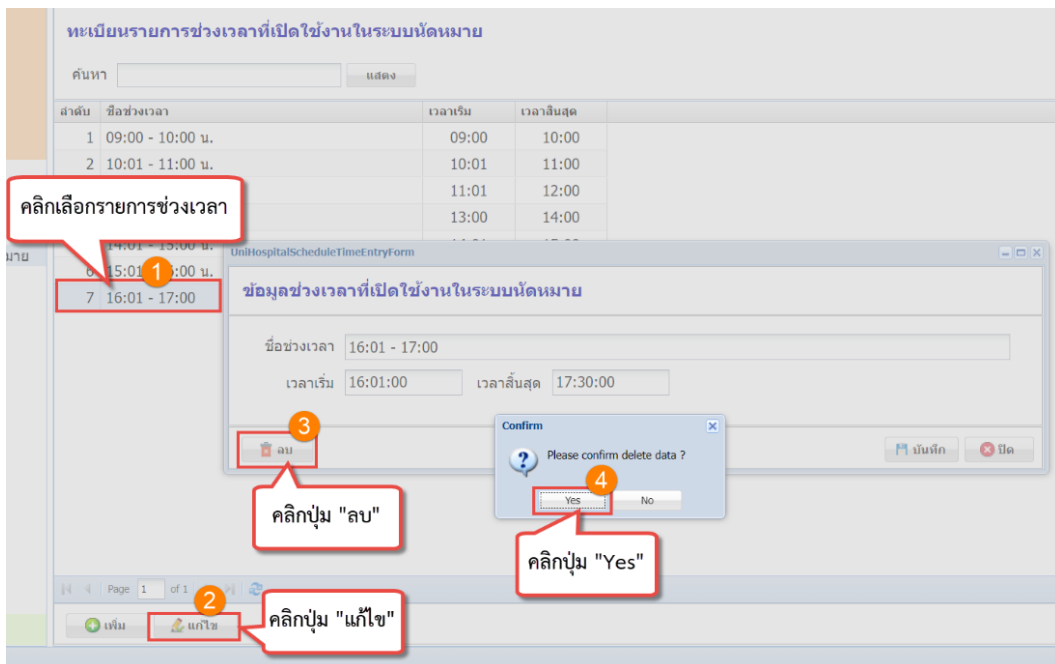 ทะเบียนรายการช่วงเวลาที่เปิดใช้งานในระบบนัดหมาย
ค้นหา
แสดง
ลำดับ ชื่อช่วงเวลา เวลาเริ่ม เวลาสิ้นสุด
1 09:00 - 10:00 น. 09:00 10:00
2 10:01 - 11:00 น. 10:01 11:00
11:01 12:00
คลิกเลือกรายการช่วงเวลา
13:00 14:00
14:01 - 15:00 น.
มาย
UniHospitalScheduleTimeEntryForm
6 15:01 :00 น.
1
7 16:01 - 17:00
ข้อมูลช่วงเวลาที่เปิดใช้งานในระบบนัดหมาย
ชื่อช่วงเวลา 16:01 - 17:00
เวลาเริ่ม 16:01:00 เวลาสิ้นสุด 17:30:00
3
ลบ
Confirm
Please confirm delete data ?
4
Yes No
บันทึก ปิด
คลิกปุ่ม "ลบ"
คลิกปุ่ม "Yes"
Page 1 of 1
2
เพิ่ม แก้ไข
คลิกปุ่ม "แก้ไข"